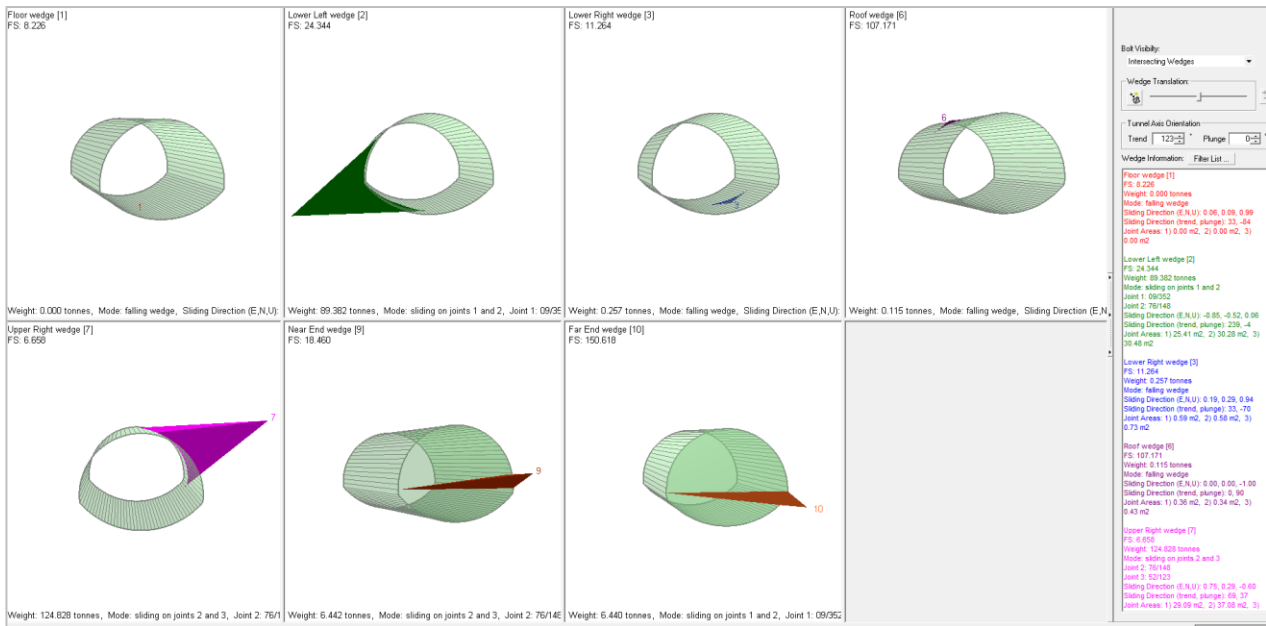 Floor wedge [1]
FS: 8.226
1
Weight: 0.000 tonnes, Mode: falling wedge, Sliding Direction (E,N,U):
Lower Left wedge [2]
FS: 24.344
Weight: 89.382 tonnes, Mode: sliding on joints 1 and 2, Joint 1: 09/35
Lower Right wedge [3]
FS: 11.264
3
Weight: 0.257 tonnes, Mode: falling wedge, Sliding Direction (E,N,U):
Roof wedge [6]
FS: 107.171
6
Weight: 0.115 tonnes, Mode: falling wedge, Sliding Direction (E,N
Upper Right wedge [7]
FS: 6.658
7
Weight: 124.828 tonnes, Mode: sliding on joints 2 and 3, Joint 2: 76/1
Near End wedge [9]
FS: 18.460
9
Weight: 6.442 tonnes, Mode: sliding on joints 2 and 3, Joint 2: 76/148
Far End wedge [10]
FS: 150.618
10
Weight: 6.440 tonnes, Mode: sliding on joints 1 and 2, Joint 1: 09/352
Bolt Visibility:
Intersecting Wedges
Wedge Translation:
Tunnel Axis Orientation
Trend 123 ° Plunge 0 °
Wedge Information: Filter List ...
Floor wedge [1]
FS: 8.226
Weight: 0.000 tonnes
Mode: falling wedge
Sliding Direction (E,N,U): 0.06, 0.09, 0.99
Sliding Direction (trend, plunge): 33, -84
Joint Areas: 1) 0.00 m2, 2) 0.00 m2, 3)
0.00 m2
Lower Left wedge [2]
FS: 24.344
Weight: 89.382 tonnes
Mode: sliding on joints 1 and 2
Joint 1: 09/352
Joint 2: 76/148
Sliding Direction (E,N,U): -0.85, -0.52, 0.06
Sliding Direction (trend, plunge): 239, -4
Joint Areas: 1) 25.41 m2, 2) 30.28 m2, 3)
30.48 m2
Lower Right wedge [3]
FS: 11.264
Weight: 0.257 tonnes
Mode: falling wedge
Sliding Direction (E,N,U): 0.19, 0.29, 0.94
Sliding Direction (trend, plunge): 33, -70
Joint Areas: 1) 0.59 m2, 2) 0.58 m2, 3)
0.73 m2
Roof wedge [6]
FS: 107.171
Weight: 0.115 tonnes
Mode: falling wedge
Sliding Direction (E,N,U): 0.00, 0.00, -1.00
Sliding Direction (trend, plunge): 0, 90
Joint Areas: 1) 0.36 m2, 2) 0.34 m2, 3)
0.43 m2
Upper Right wedge [7]
FS: 6.658
Weight: 124.828 tonnes
Mode: sliding on joints 2 and 3
Joint 2: 76/148
Joint 3: 52/123
Sliding Direction (E,N,U): 0.75, 0.29, -0.60
Sliding Direction (trend, plunge): 69, 37
Joint Areas: 1) 29.09 m2, 2) 37.08 m2, 3)